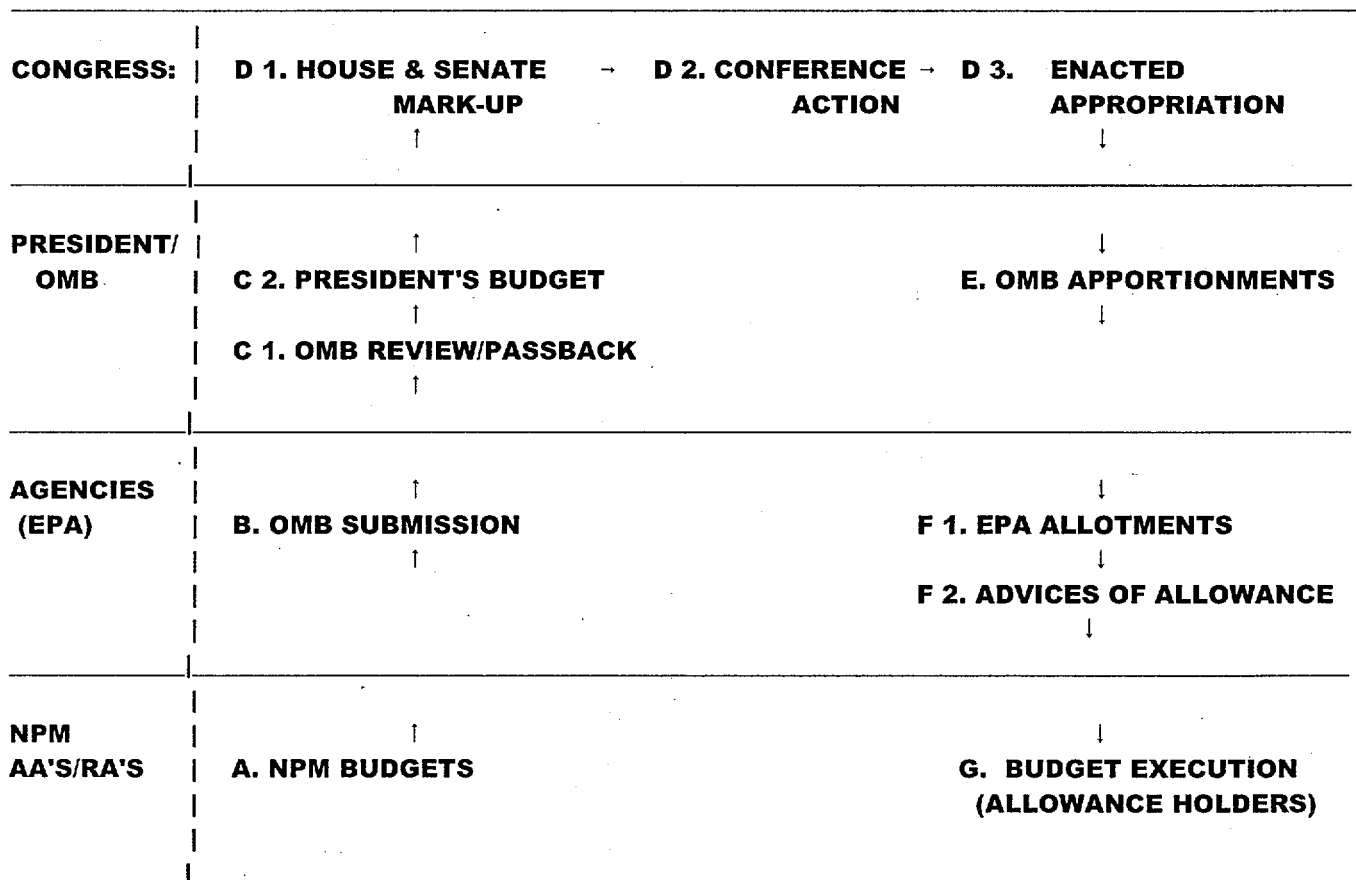 CONGRESS: D 1. HOUSE & SENATE → D 2. CONFERENCE → D 3. ENACTED
MARK-UP ACTION APPROPRIATION
↑ ↓
↑ ↓
PRESIDENT/
OMB C 2. PRESIDENT'S BUDGET E. OMB APPORTIONMENTS
↑ ↓
C 1. OMB REVIEW/PASSBACK
↑
AGENCIES ↑ ↓
(EPA) B. OMB SUBMISSION F 1. EPA ALLOTMENTS
↑ ↓
F 2. ADVICES OF ALLOWANCE
↓
NPM ↑ ↓
AA'S/RA'S A. NPM BUDGETS G. BUDGET EXECUTION
(ALLOWANCE HOLDERS)